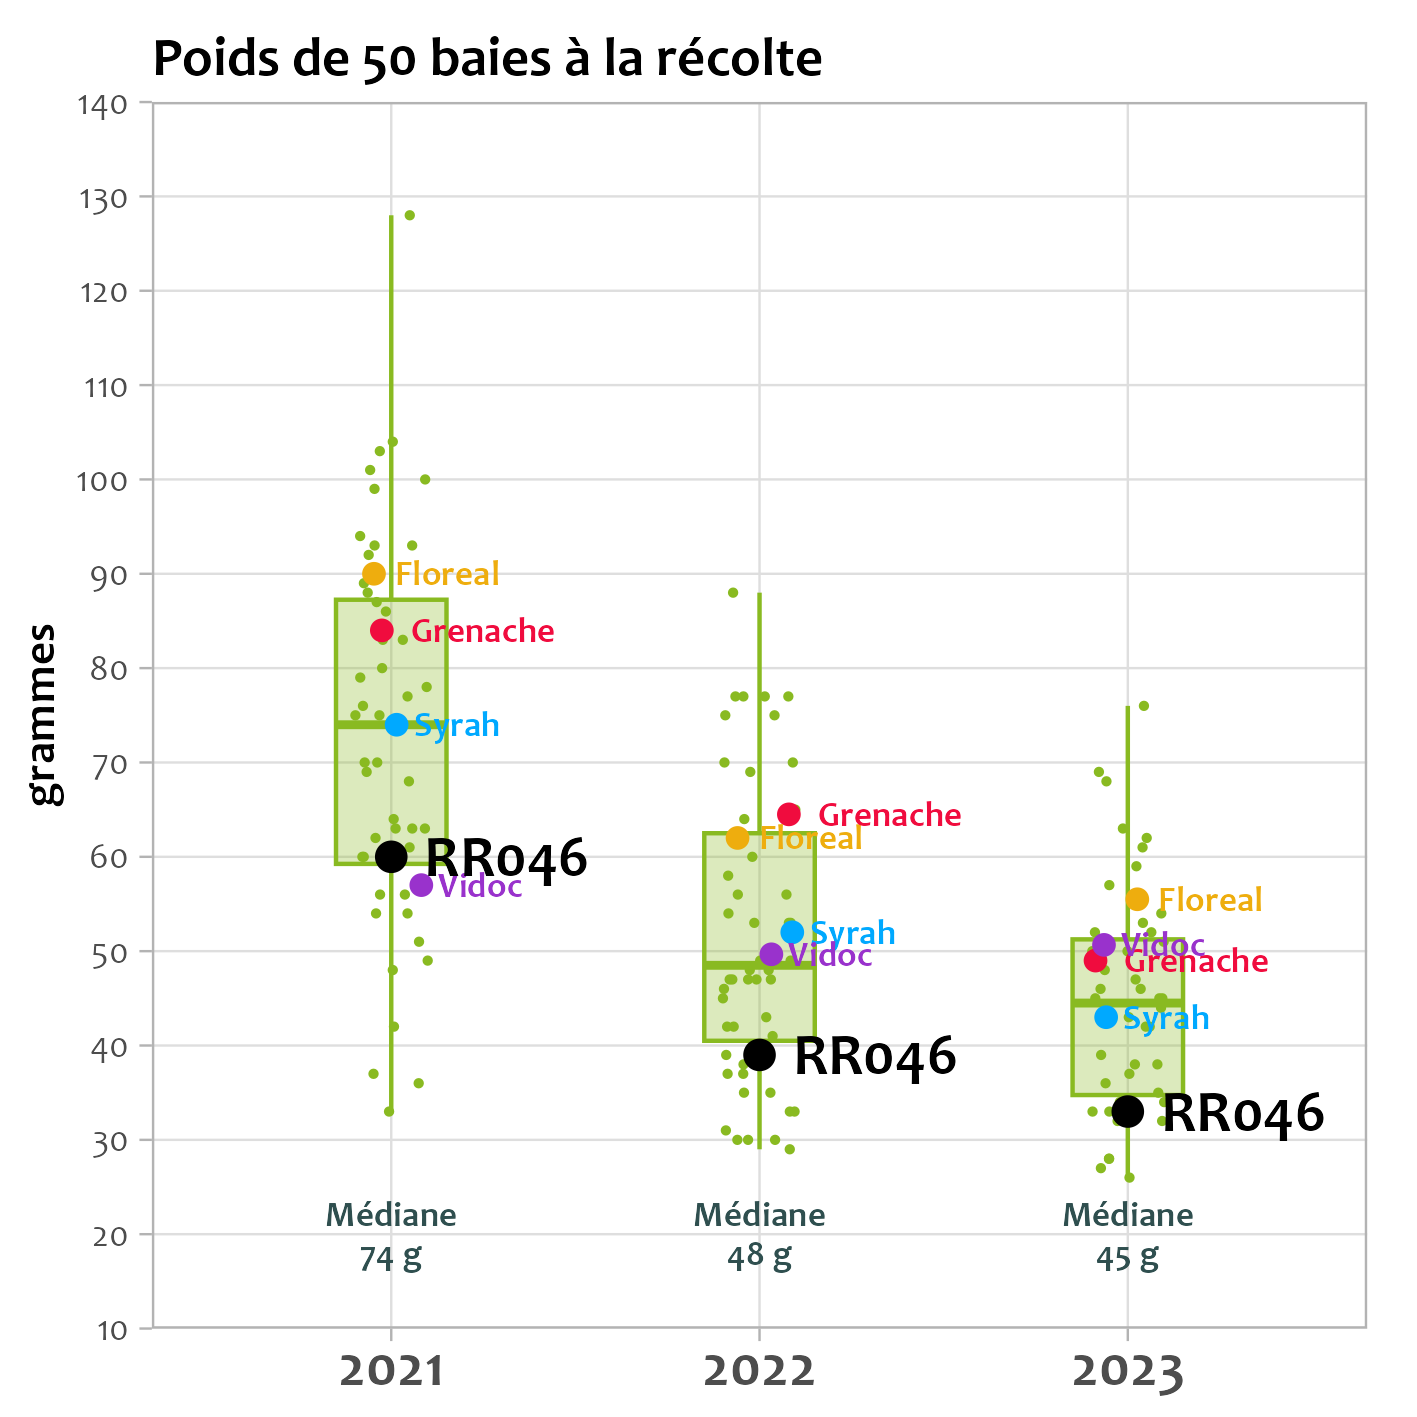 Poids de 50 baies à la récolte
grammes
140
130
120
110
100
90
80
70
60
50
40
30
20
10
Floreal
Grenache
Syrah
RR046
Vidoc
Médiane
74 g
Grenache
Floreal
Syrah
Vidoc
RR046
Médiane
48 g
Floreal
Vidoc
Grenache
Syrah
RR046
Médiane
45 g
2021
2022
2023